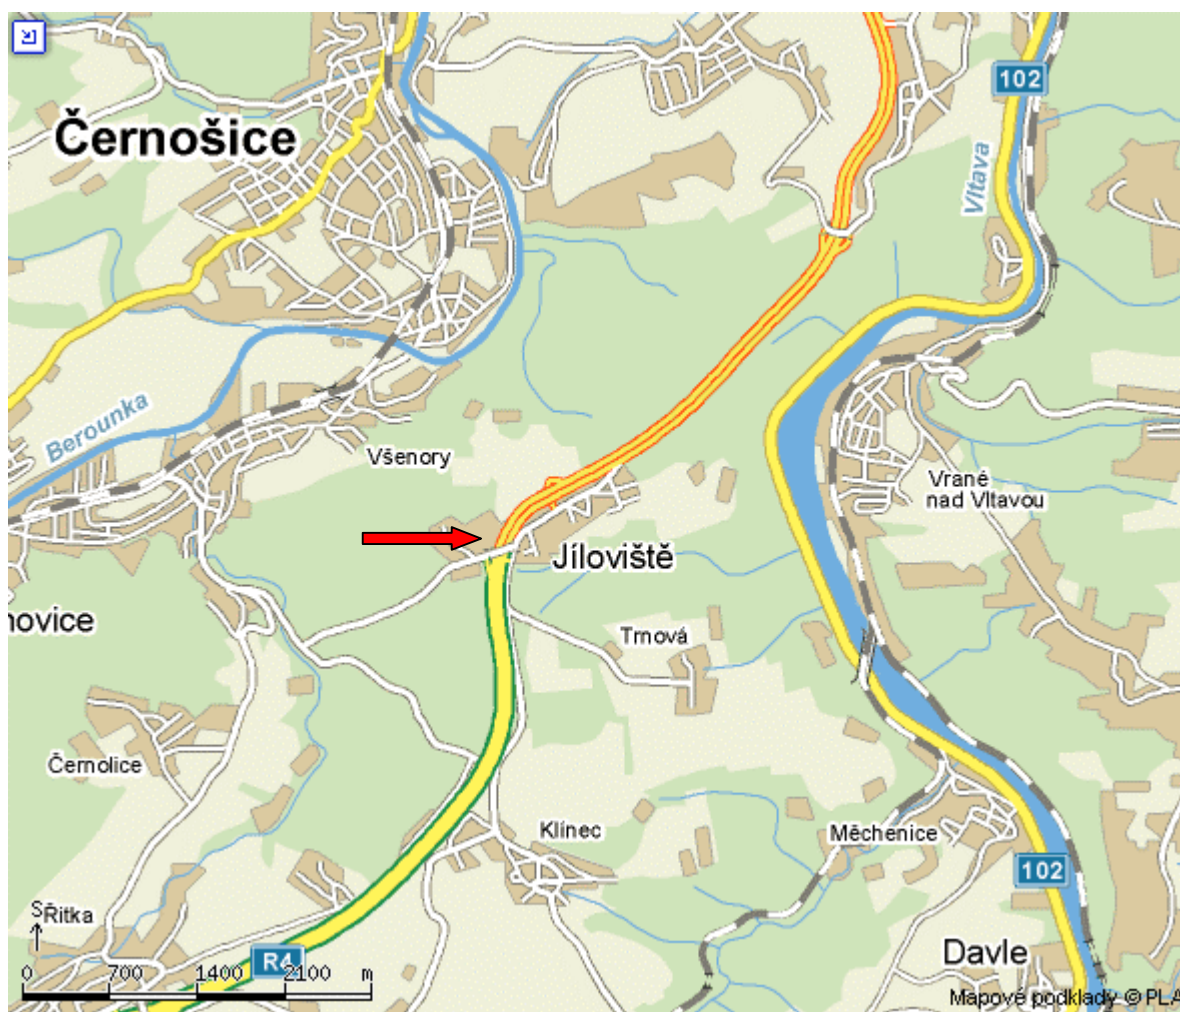 102
Černošice
Vltava
Berounka
Všenory
Vrané
nad Vltavou
Jíloviště
novice
Trnová
Černolice
Klínec
Měchenice
102
S
Řitka
Davle
R4
0 700 1400 2100 m
Mapové podklady © PLA